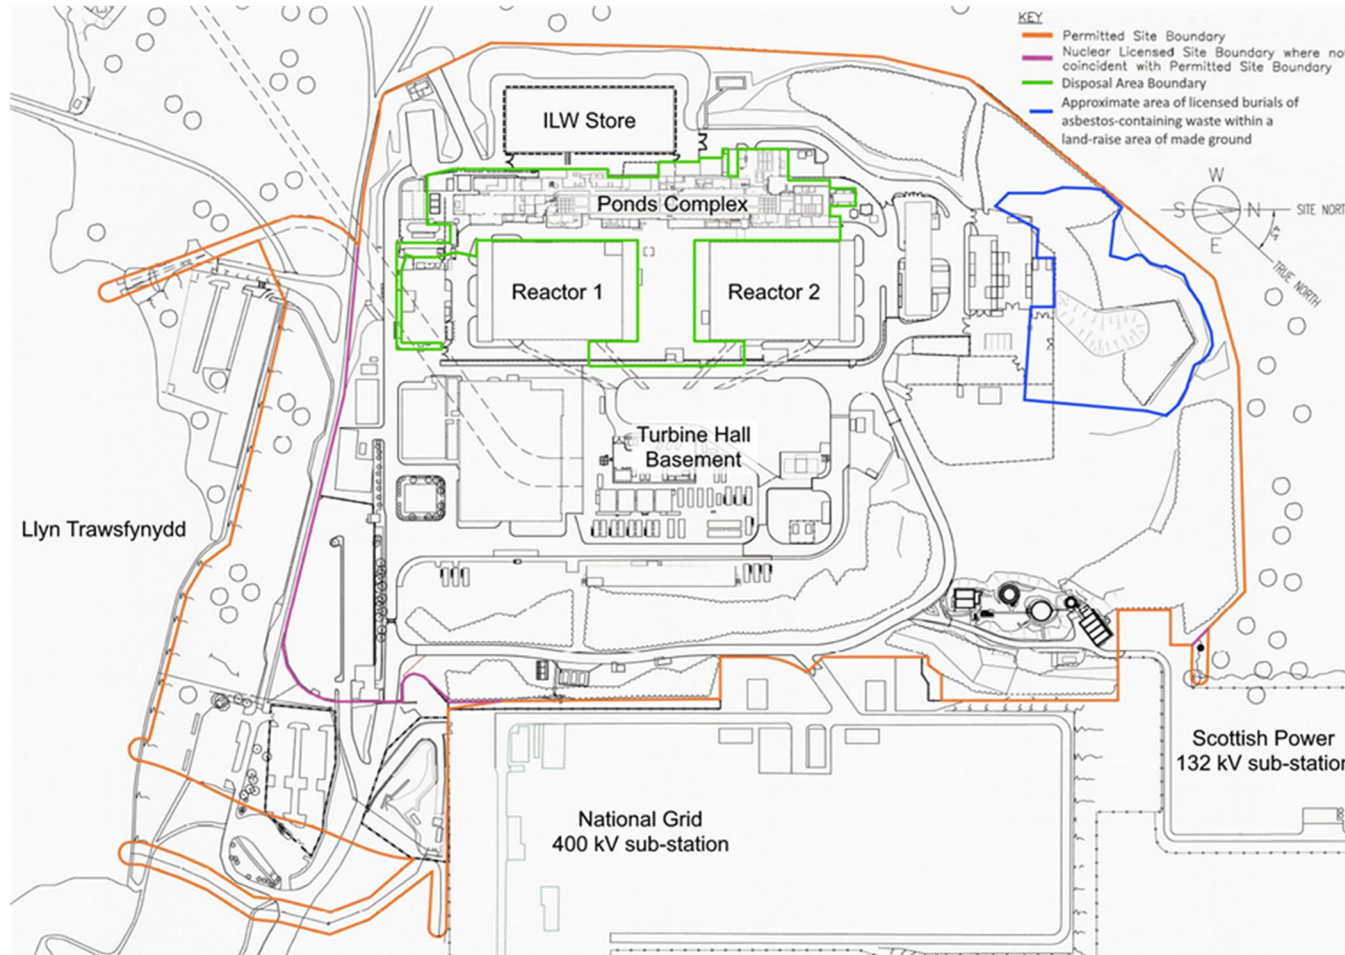 KEY
Permitted Site Boundary
Nuclear Licensed Site Boundary where not
coincident with Permitted Site Boundary
Disposal Area Boundary
Approximate area of licensed burials of
asbestos-containing waste within a
land-raise area of made ground
W
S
N
E
SITE NORT
44
TRUE NORTH
ILW Store
Ponds Complex
Reactor 1
Reactor 2
Turbine Hall
Basement
Llyn Trawsfynydd
Scottish Power
132 kV sub-station
National Grid
400 kV sub-station